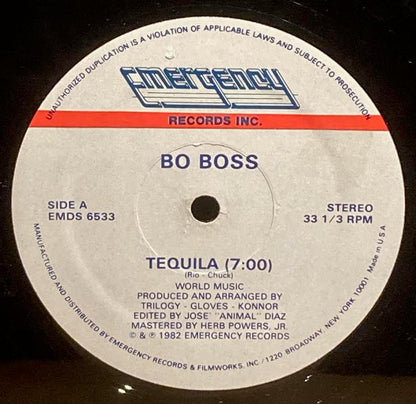 UNAUTHORIZED DUPLICATION IS A VIOLATION OF APPLICABLE LAWS AND SUBJECT TO PROSECUTION
Emergency
RECORDS INC.
BO BOSS
SIDE A
EMDS 6533
STEREO
33 1/3 RPM
TEQUILA (7:00)
(Rio - Chuck)
WORLD MUSIC
PRODUCED AND ARRANGED BY
TRILOGY - GLOVES - KONNOR
EDITED BY JOSE' "ANIMAL" DIAZ
MASTERED BY HERB POWERS, JR.
© & ℗ 1982 EMERGENCY RECORDS
MANUFACTURED AND DISTRIBUTED BY EMERGENCY RECORDS & FILMWORKS, INC./1220 BROADWAY, NEW YORK 10001 Made in U S A